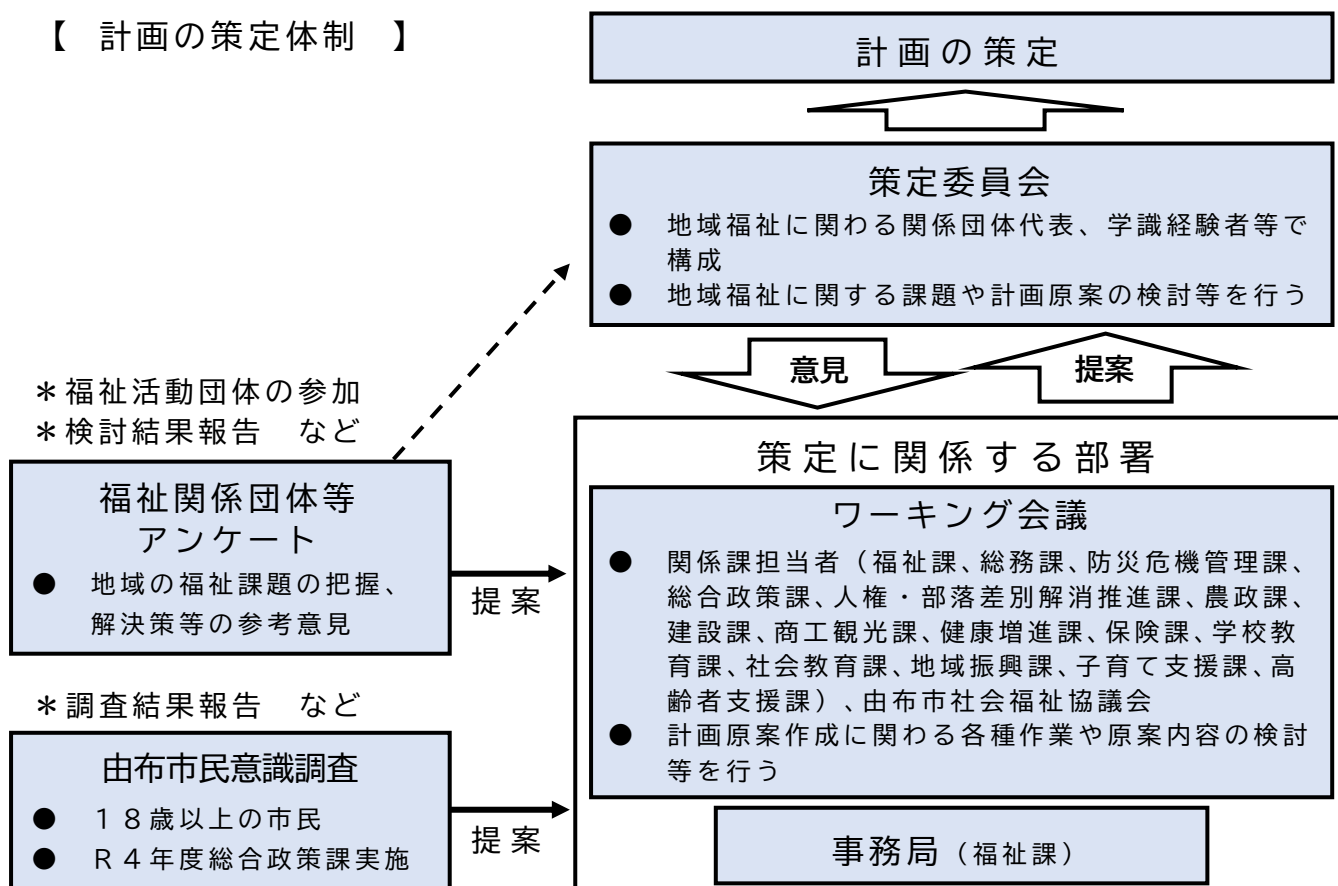 【 計画の策定体制 】
計画の策定
策定委員会
● 地域福祉に関わる関係団体代表、学識経験者等で
構成
● 地域福祉に関する課題や計画原案の検討等を行う
意見
提案
＊福祉活動団体の参加
＊検討結果報告 など
福祉関係団体等
アンケート
● 地域の福祉課題の把握、
解決策等の参考意見
提案
＊調査結果報告 など
由布市民意識調査
● １８歳以上の市民
● Ｒ４年度総合政策課実施
提案
策定に関係する部署
ワーキング会議
● 関係課担当者（福祉課、総務課、防災危機管理課、
総合政策課、人権・部落差別解消推進課、農政課、
建設課、商工観光課、健康増進課、保険課、学校教
育課、社会教育課、地域振興課、子育て支援課、高
齢者支援課）、由布市社会福祉協議会
● 計画原案作成に関わる各種作業や原案内容の検討
等を行う
事務局（福祉課）